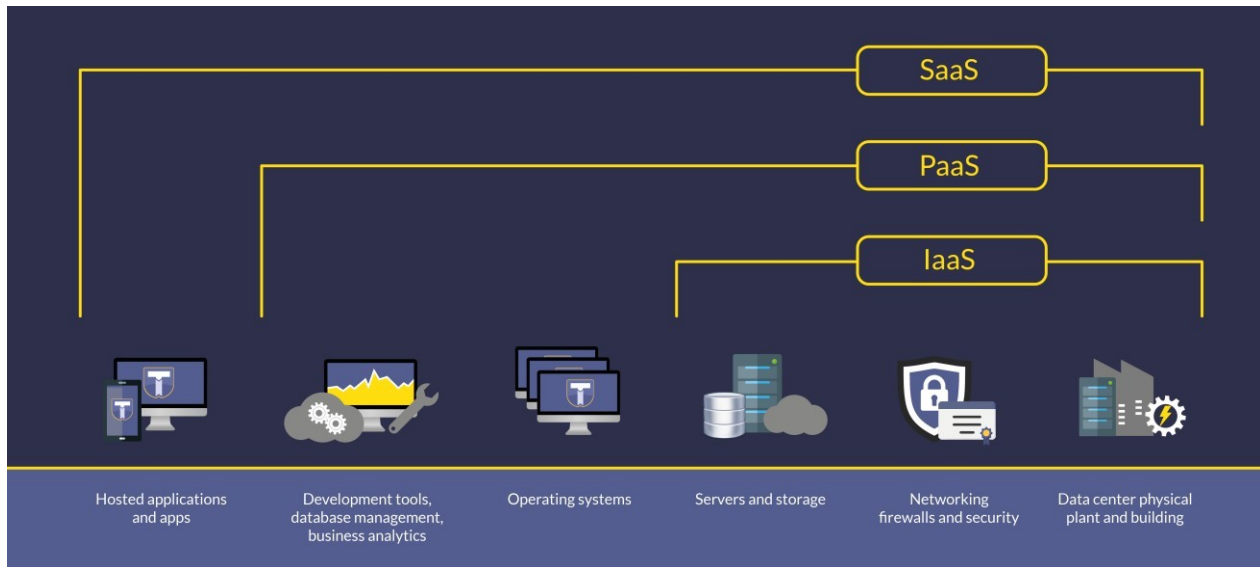 SaaS
PaaS
IaaS
Hosted applications
and apps
Development tools,
database management,
business analytics
Operating systems
Servers and storage
Networking
firewalls and security
Data center physical
plant and building